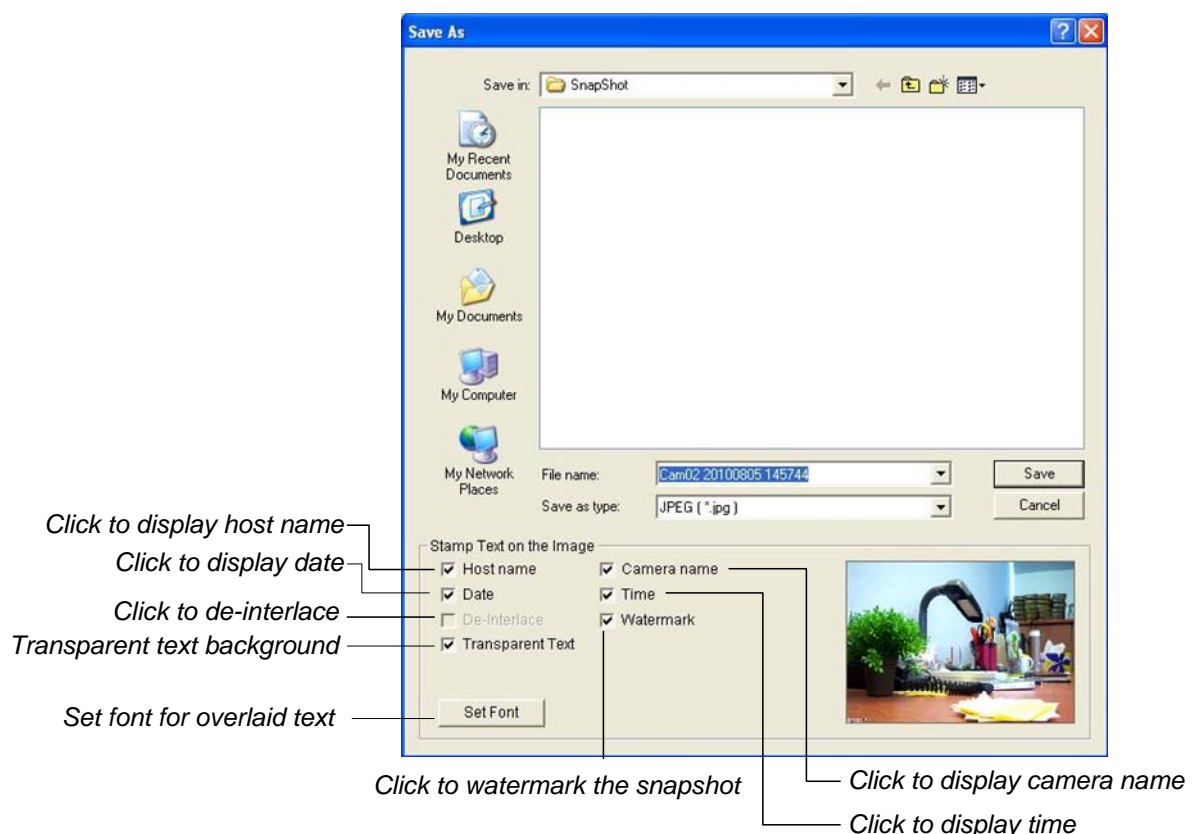 Save As
Save in:
SnapShot
My Recent
Documents
Desktop
My Documents
My Computer
My Network
Places
File name:
Cam02 20100805 145744
Save
Save as type:
JPEG ( *.jpg )
Cancel
Click to display host name
Click to display date
Click to de-interlace
Transparent text background
Set font for overlaid text
Stamp Text on the Image
Host name
Camera name
Date
Time
De-Interlace
Watermark
Transparent Text
Set Font
Click to watermark the snapshot
Click to display camera name
Click to display time